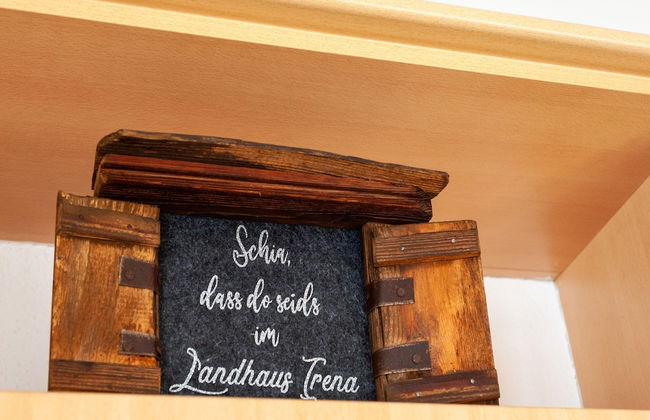 Schia,
dass do seids
im
Landhaus Irena